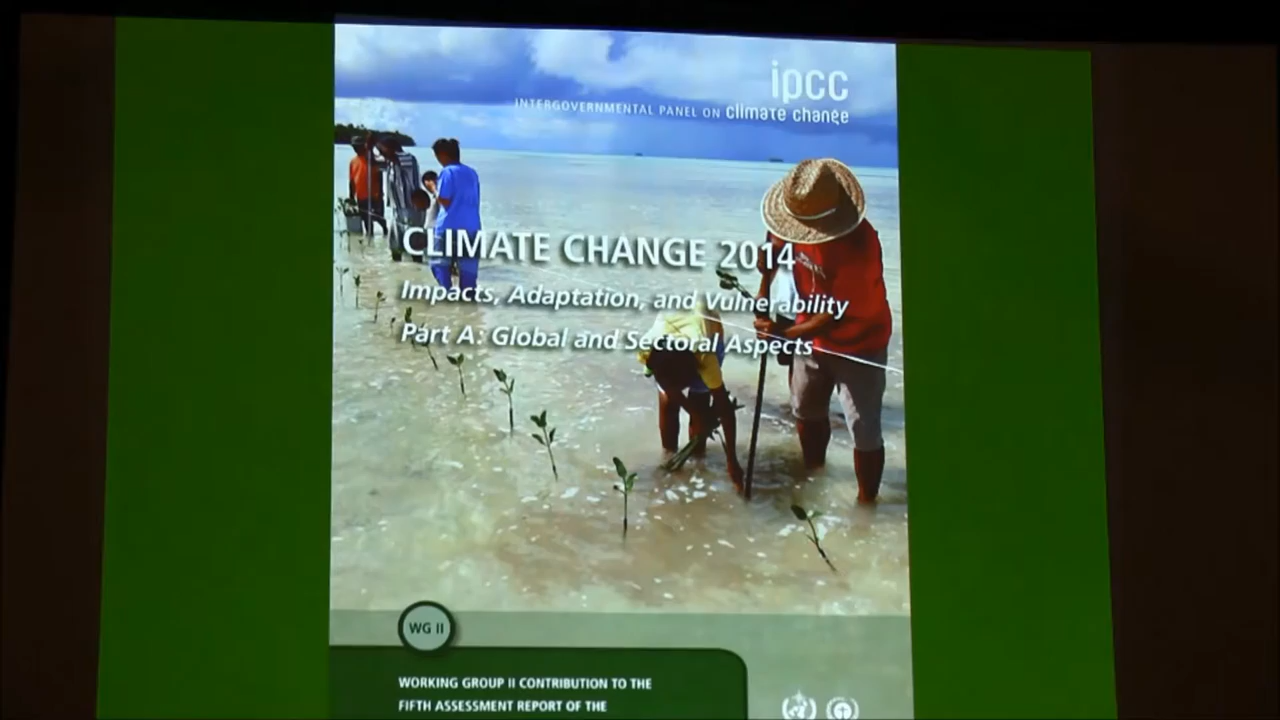 ipcc
INTERGOVERNMENTAL PANEL ON climate change
CLIMATE CHANGE 2014
Impacts, Adaptation, and Vulnerability
Part A: Global and Sectoral Aspects
WG II
WORKING GROUP II CONTRIBUTION TO THE
FIFTH ASSESSMENT REPORT OF THE